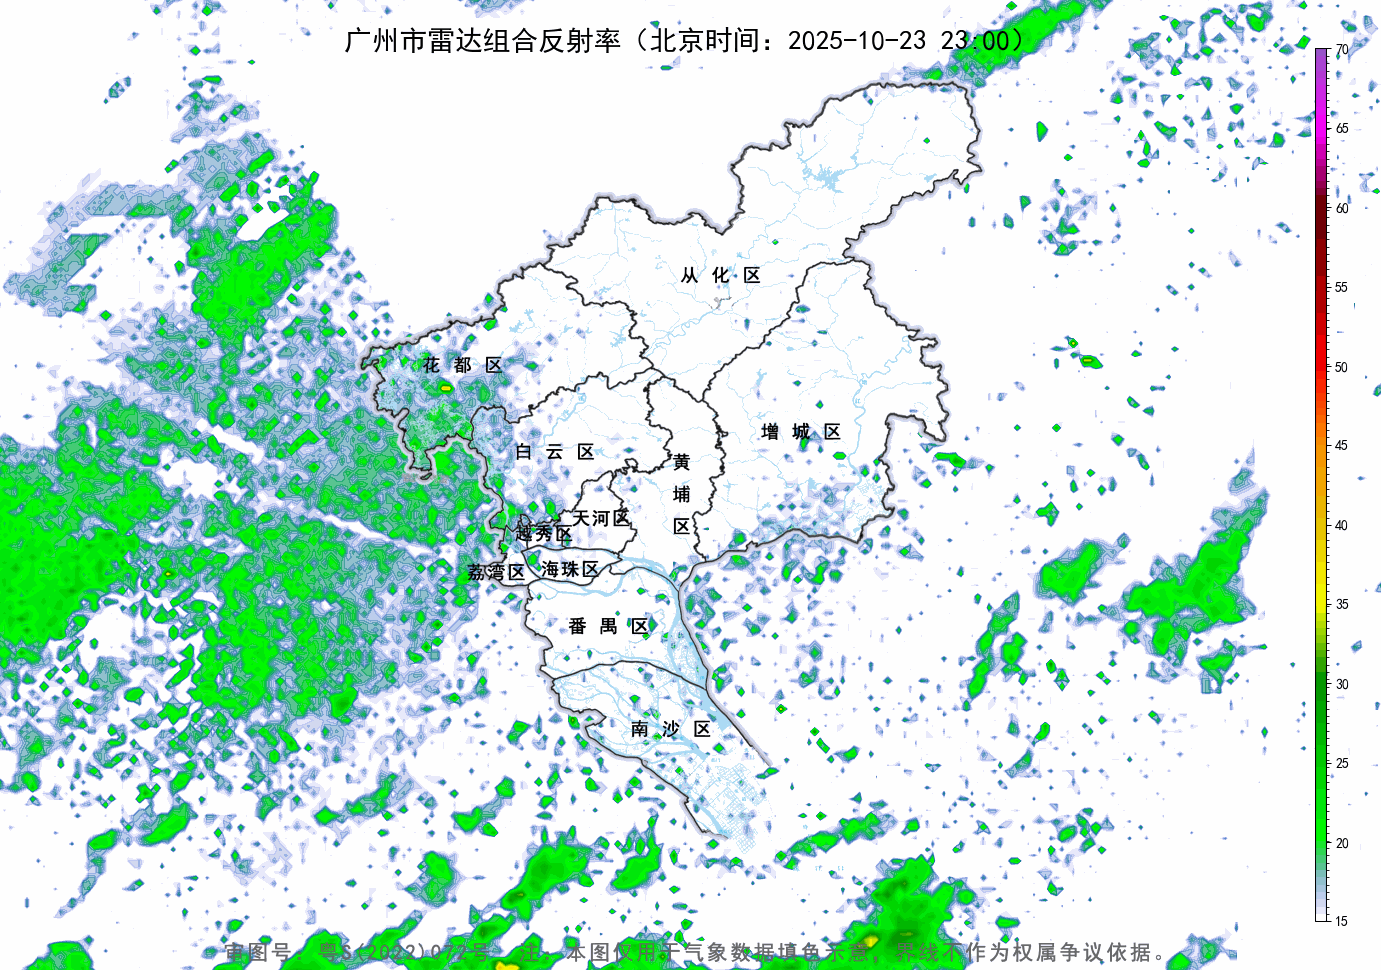 广州市雷达组合反射率（北京时间：2025-10-23 23:00）
70
65
60
55
50
45
40
35
30
25
20
15
从化区
花都区
增城区
白云区
黄埔区
天河区
越秀区
荔湾区
海珠区
番禺区
南沙区
审图号：粤S(2022)072号 注：本图仅用于气象数据填色示意，界线不作为权属争议依据。